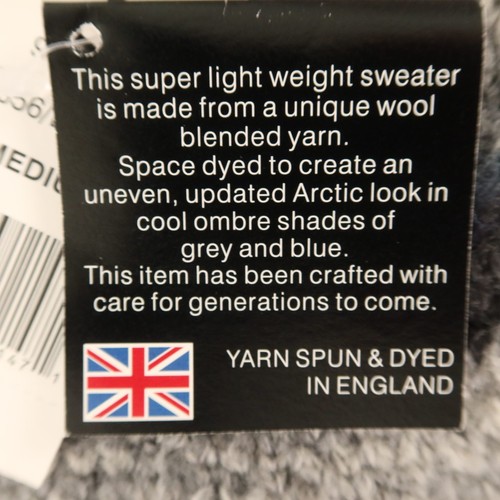 This super light weight sweater
is made from a unique wool
blended yarn.
Space dyed to create an
uneven, updated Arctic look in
cool ombre shades of
grey and blue.
This item has been crafted with
care for generations to come.
YARN SPUN & DYED
IN ENGLAND